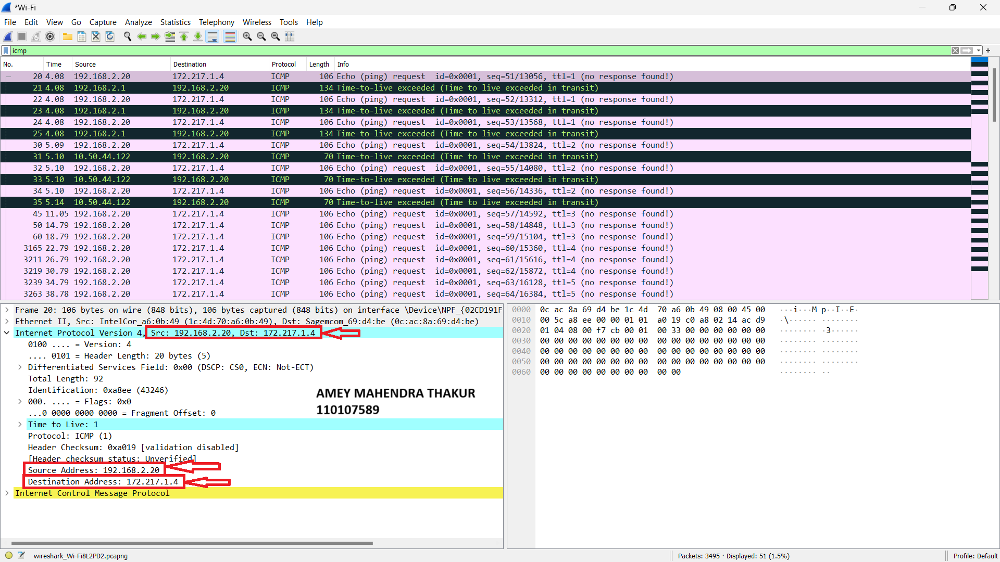 *Wi-Fi
File Edit View Go Capture Analyze Statistics Telephony Wireless Tools Help
icmp
No. Time Source Destination Protocol Length Info
20 4.08 192.168.2.20 172.217.1.4 ICMP 106 Echo (ping) request id=0x0001, seq=51/13056, ttl=1 (no response found!)
21 4.08 192.168.2.1 192.168.2.20 ICMP 134 Time-to-live exceeded (Time to live exceeded in transit)
22 4.08 192.168.2.20 172.217.1.4 ICMP 106 Echo (ping) request id=0x0001, seq=52/13312, ttl=1 (no response found!)
23 4.08 192.168.2.1 192.168.2.20 ICMP 134 Time-to-live exceeded (Time to live exceeded in transit)
24 4.08 192.168.2.20 172.217.1.4 ICMP 106 Echo (ping) request id=0x0001, seq=53/13568, ttl=1 (no response found!)
25 4.08 192.168.2.1 192.168.2.20 ICMP 134 Time-to-live exceeded (Time to live exceeded in transit)
30 5.09 192.168.2.20 172.217.1.4 ICMP 106 Echo (ping) request id=0x0001, seq=54/13824, ttl=2 (no response found!)
31 5.10 10.50.44.122 192.168.2.20 ICMP 70 Time-to-live exceeded (Time to live exceeded in transit)
32 5.10 192.168.2.20 172.217.1.4 ICMP 106 Echo (ping) request id=0x0001, seq=55/14080, ttl=2 (no response found!)
33 5.10 10.50.44.122 192.168.2.20 ICMP 70 Time-to-live exceeded (Time to live exceeded in transit)
34 5.10 192.168.2.20 172.217.1.4 ICMP 106 Echo (ping) request id=0x0001, seq=56/14336, ttl=2 (no response found!)
35 5.14 10.50.44.122 192.168.2.20 ICMP 70 Time-to-live exceeded (Time to live exceeded in transit)
45 11.05 192.168.2.20 172.217.1.4 ICMP 106 Echo (ping) request id=0x0001, seq=57/14592, ttl=3 (no response found!)
50 14.79 192.168.2.20 172.217.1.4 ICMP 106 Echo (ping) request id=0x0001, seq=58/14848, ttl=3 (no response found!)
60 18.79 192.168.2.20 172.217.1.4 ICMP 106 Echo (ping) request id=0x0001, seq=59/15104, ttl=3 (no response found!)
3165 22.79 192.168.2.20 172.217.1.4 ICMP 106 Echo (ping) request id=0x0001, seq=60/15360, ttl=4 (no response found!)
3211 26.79 192.168.2.20 172.217.1.4 ICMP 106 Echo (ping) request id=0x0001, seq=61/15616, ttl=4 (no response found!)
3219 30.79 192.168.2.20 172.217.1.4 ICMP 106 Echo (ping) request id=0x0001, seq=62/15872, ttl=4 (no response found!)
3239 34.79 192.168.2.20 172.217.1.4 ICMP 106 Echo (ping) request id=0x0001, seq=63/16128, ttl=5 (no response found!)
3263 38.78 192.168.2.20 172.217.1.4 ICMP 106 Echo (ping) request id=0x0001, seq=64/16384, ttl=5 (no response found!)
Frame 20: 106 bytes on wire (848 bits), 106 bytes captured (848 bits) on interface \Device\NPF_{02CD191F
Ethernet II, Src: IntelCor_a6:0b:49 (1c:4d:70:a6:0b:49), Dst: Sagemcom_69:d4:be (0c:ac:8a:69:d4:be)
Internet Protocol Version 4, Src: 192.168.2.20, Dst: 172.217.1.4
0100 .... = Version: 4
.... 0101 = Header Length: 20 bytes (5)
Differentiated Services Field: 0x00 (DSCP: CS0, ECN: Not-ECT)
Total Length: 92
Identification: 0xa8ee (43246)
000. .... = Flags: 0x0
...0 0000 0000 0000 = Fragment Offset: 0
Time to Live: 1
Protocol: ICMP (1)
Header Checksum: 0xa019 [validation disabled]
[Header checksum status: Unverified]
Source Address: 192.168.2.20
Destination Address: 172.217.1.4
Internet Control Message Protocol
AMEY MAHENDRA THAKUR
110107589
0000 0c ac 8a 69 d4 be 1c 4d 70 a6 0b 49 08 00 45 00 ···i···M p··I··E·
0010 00 5c a8 ee 00 00 01 01 a0 19 c0 a8 02 14 ac d9 ·\······ ········
0020 01 04 08 00 f7 cb 00 01 00 33 00 00 00 00 00 00 ········ ·3······
0030 00 00 00 00 00 00 00 00 00 00 00 00 00 00 00 00 ········ ········
0040 00 00 00 00 00 00 00 00 00 00 00 00 00 00 00 00 ········ ········
0050 00 00 00 00 00 00 00 00 00 00 00 00 00 00 00 00 ········ ········
0060 00 00 00 00 00 00 00 00 00 00 ········ ··
wireshark_Wi-Fi8L2PD2.pcapng Packets: 3495 · Displayed: 51 (1.5%) Profile: Default